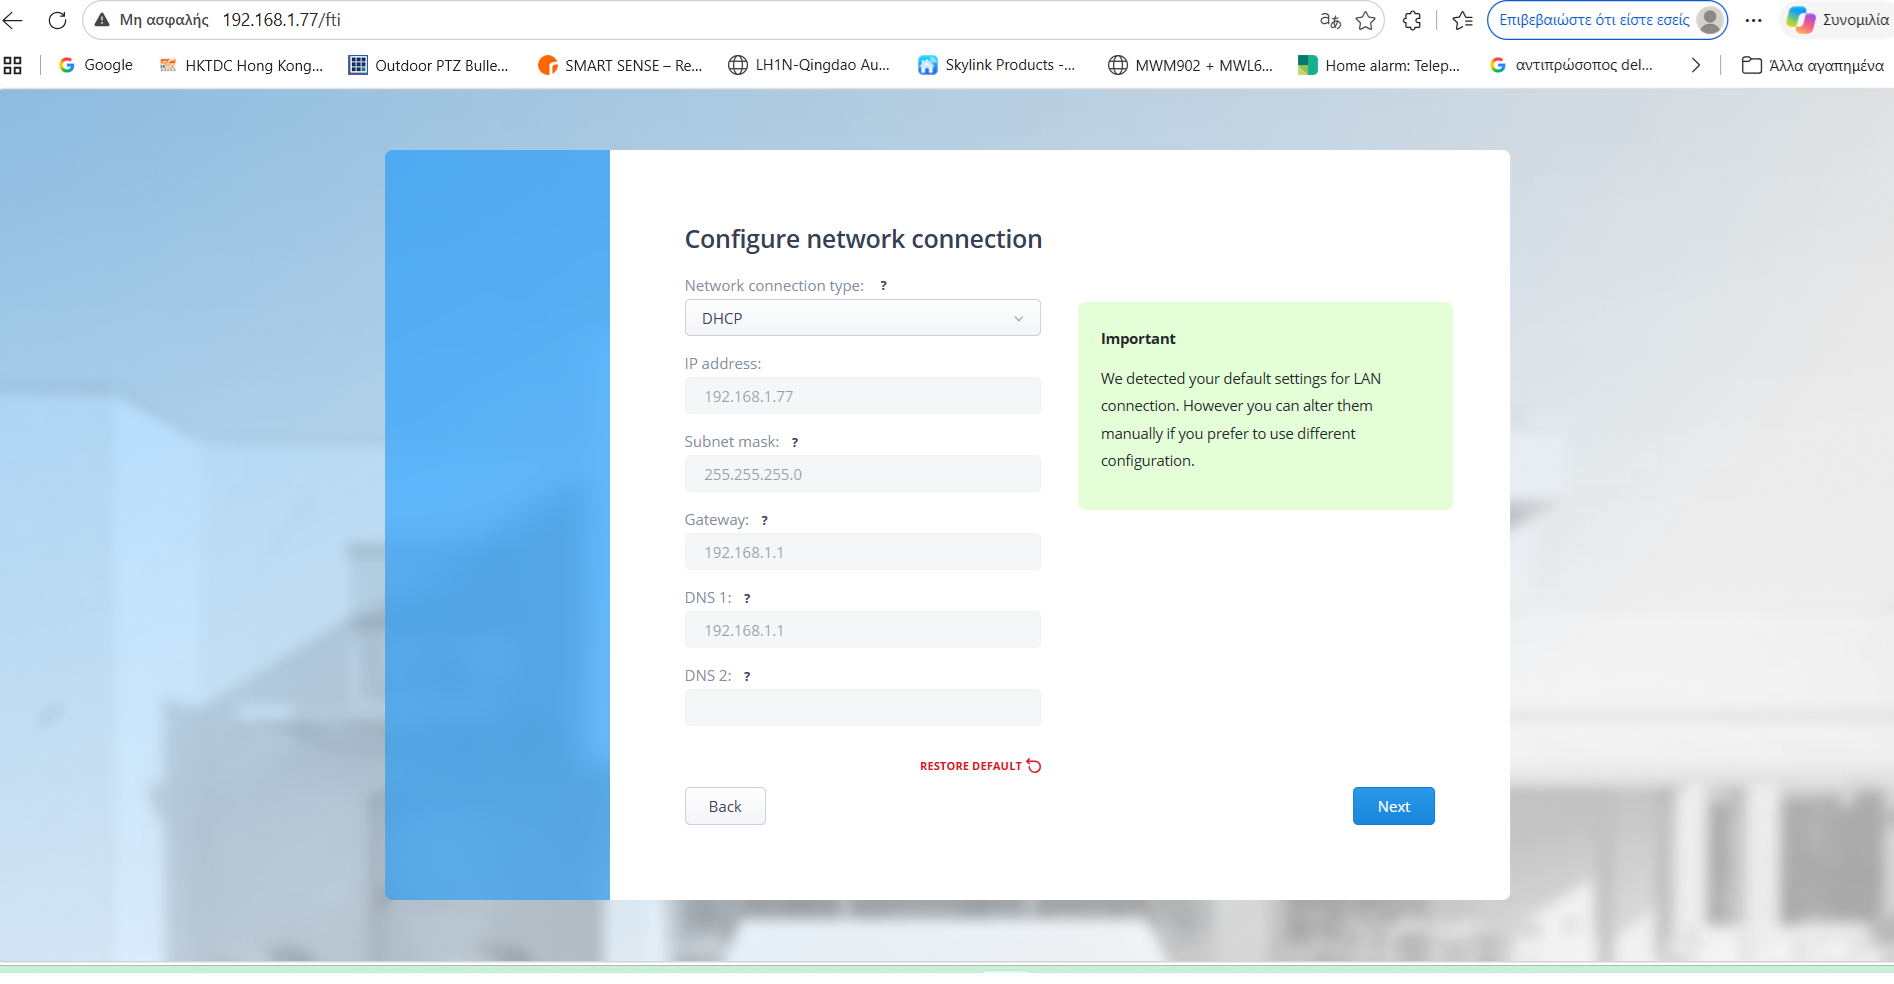 Μη ασφαλής 192.168.1.77/fti
Επιβεβαιώστε ότι είστε εσείς
Συνομιλία
Google
HKTDC Hong Kong...
Outdoor PTZ Bulle...
SMART SENSE – Re...
LH1N-Qingdao Au...
Skylink Products -...
MWM902 + MWL6...
Home alarm: Telep...
αντιπρώσοπος del...
Άλλα αγαπημένα
Configure network connection
Network connection type: ?
DHCP
IP address:
192.168.1.77
Subnet mask: ?
255.255.255.0
Gateway: ?
192.168.1.1
DNS 1: ?
192.168.1.1
DNS 2: ?
RESTORE DEFAULT
Back
Next
Important
We detected your default settings for LAN
connection. However you can alter them
manually if you prefer to use different
configuration.